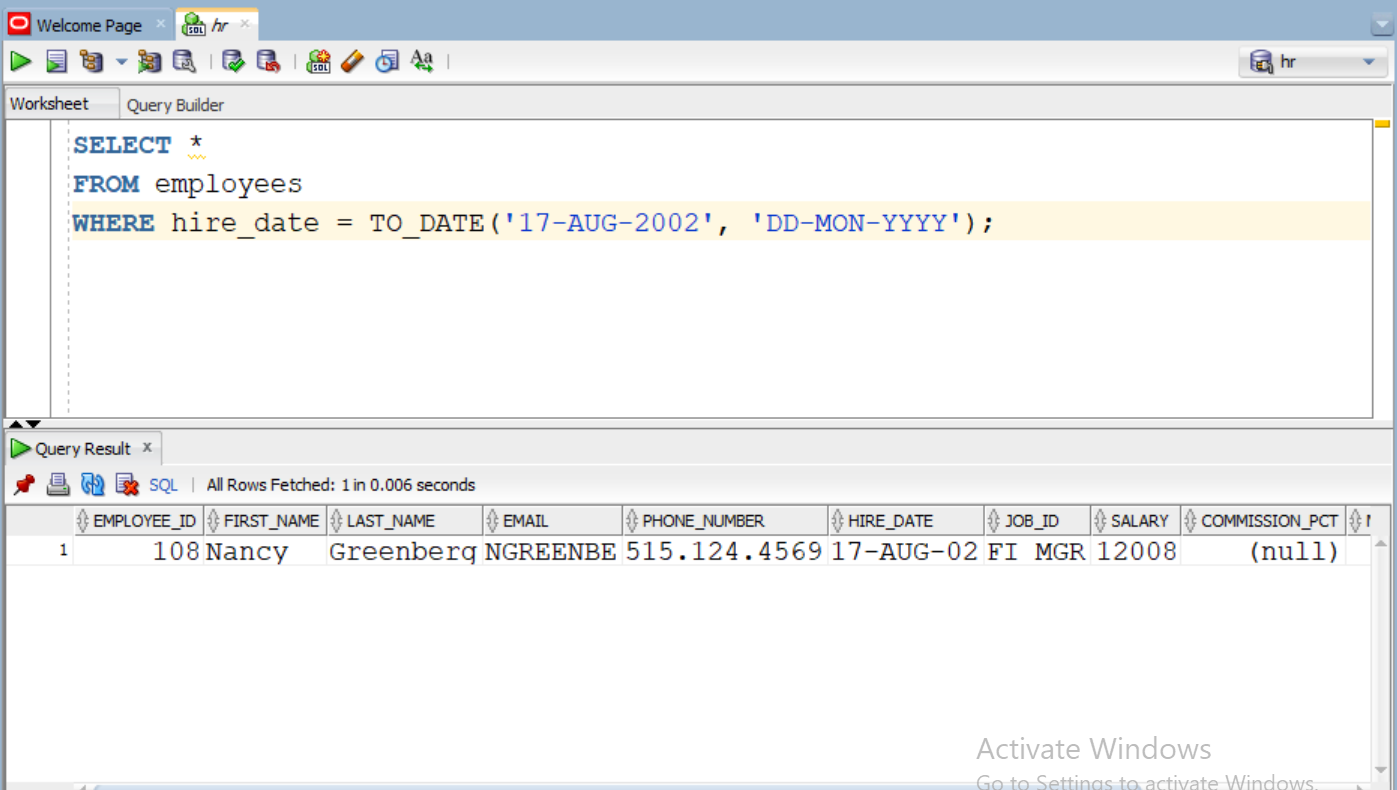 Welcome Page hr
hr
Worksheet Query Builder
SELECT *
FROM employees
WHERE hire_date = TO_DATE('17-AUG-2002', 'DD-MON-YYYY');
Query Result
SQL | All Rows Fetched: 1 in 0.006 seconds
EMPLOYEE_ID FIRST_NAME LAST_NAME EMAIL PHONE_NUMBER HIRE_DATE JOB_ID SALARY COMMISSION_PCT
1 108 Nancy Greenberg NGREENBE 515.124.4569 17-AUG-02 FI_MGR 12008 (null)
Activate Windows
Go to Settings to activate Windows.